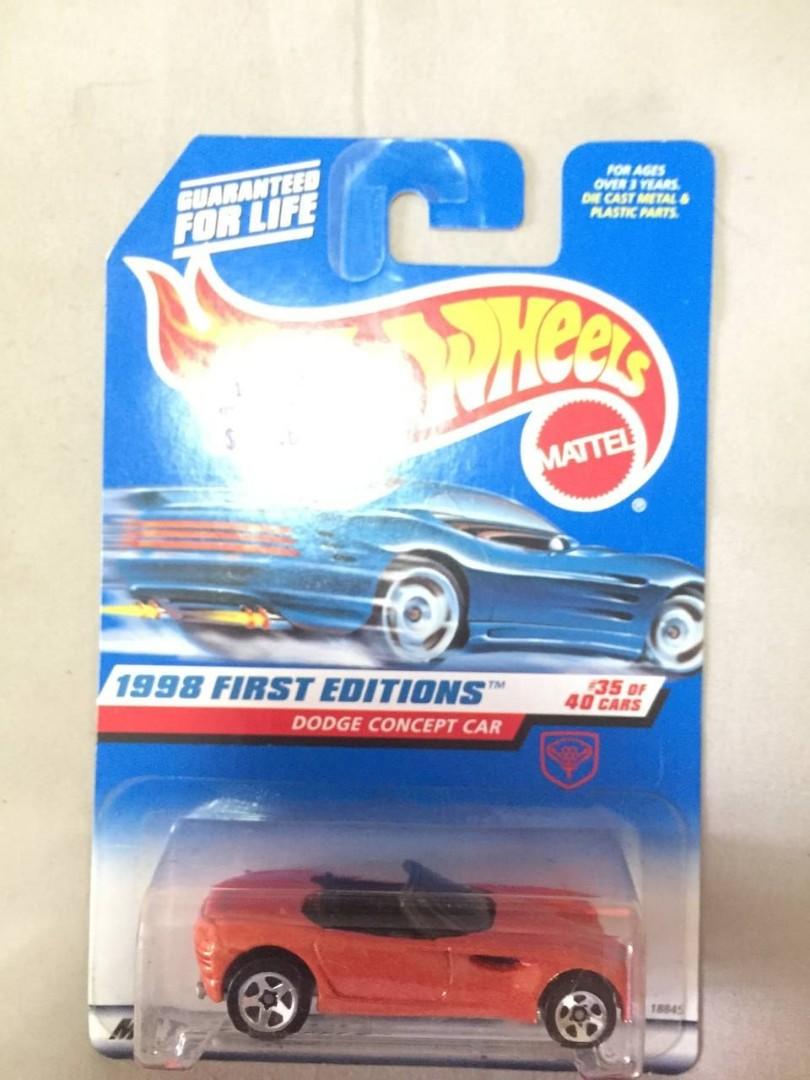 GUARANTEED
FOR LIFE
FOR AGES
OVER 3 YEARS.
DIE CAST METAL &
PLASTIC PARTS.
WHEELS
MATTEL
®
1998 FIRST EDITIONS™
#35 OF
40 CARS
DODGE CONCEPT CAR
18845